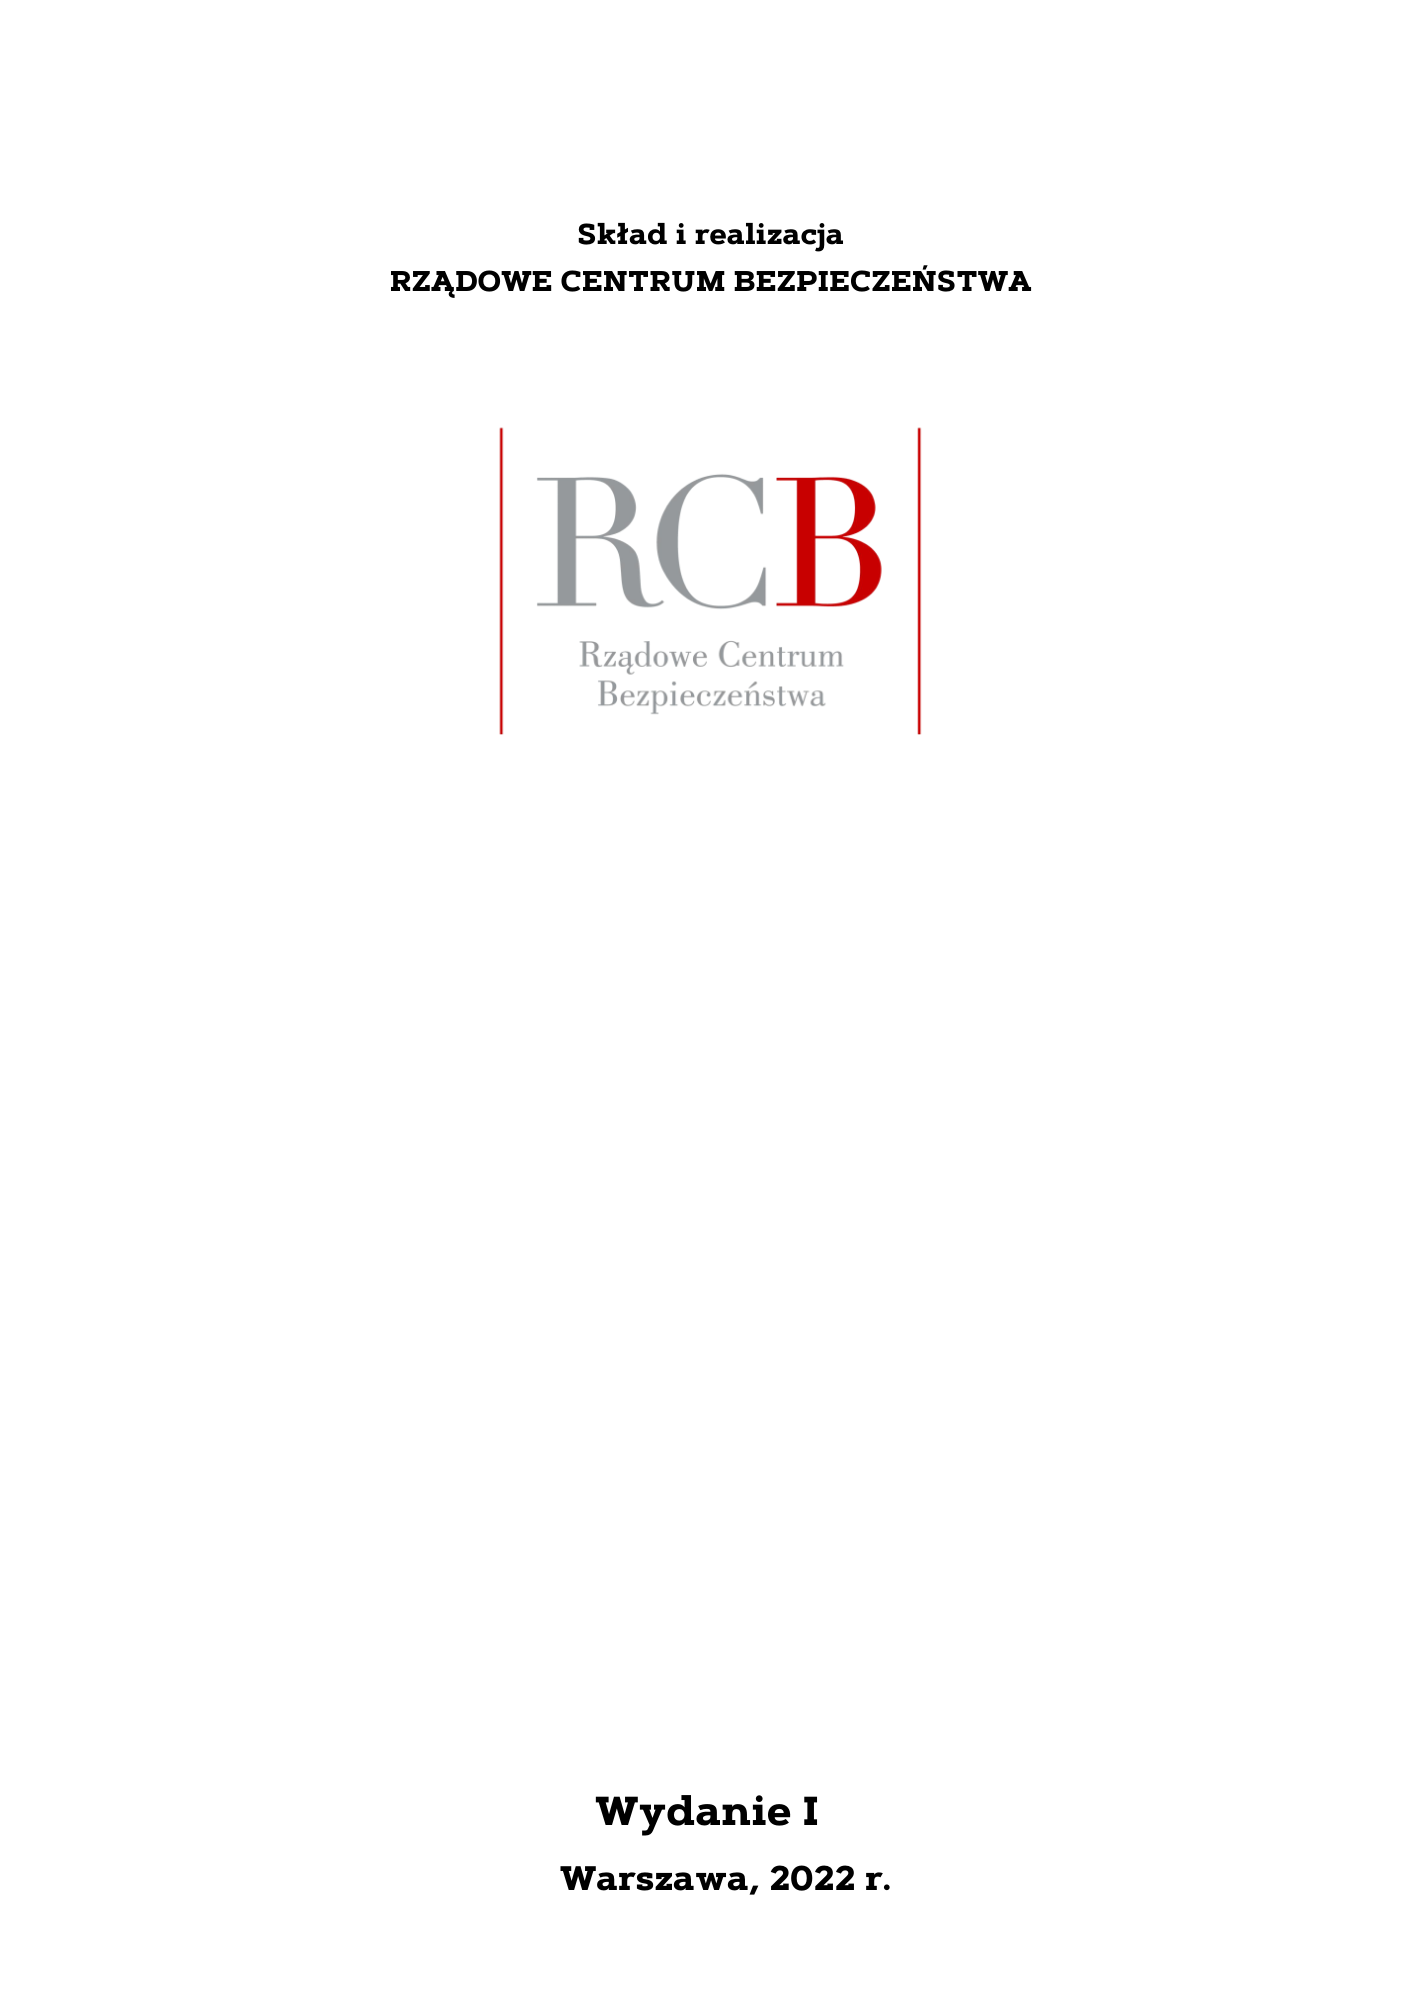 Skład i realizacja
RZĄDOWE CENTRUM BEZPIECZEŃSTWA
RCB
Rządowe Centrum
Bezpieczeństwa
Wydanie I
Warszawa, 2022 r.